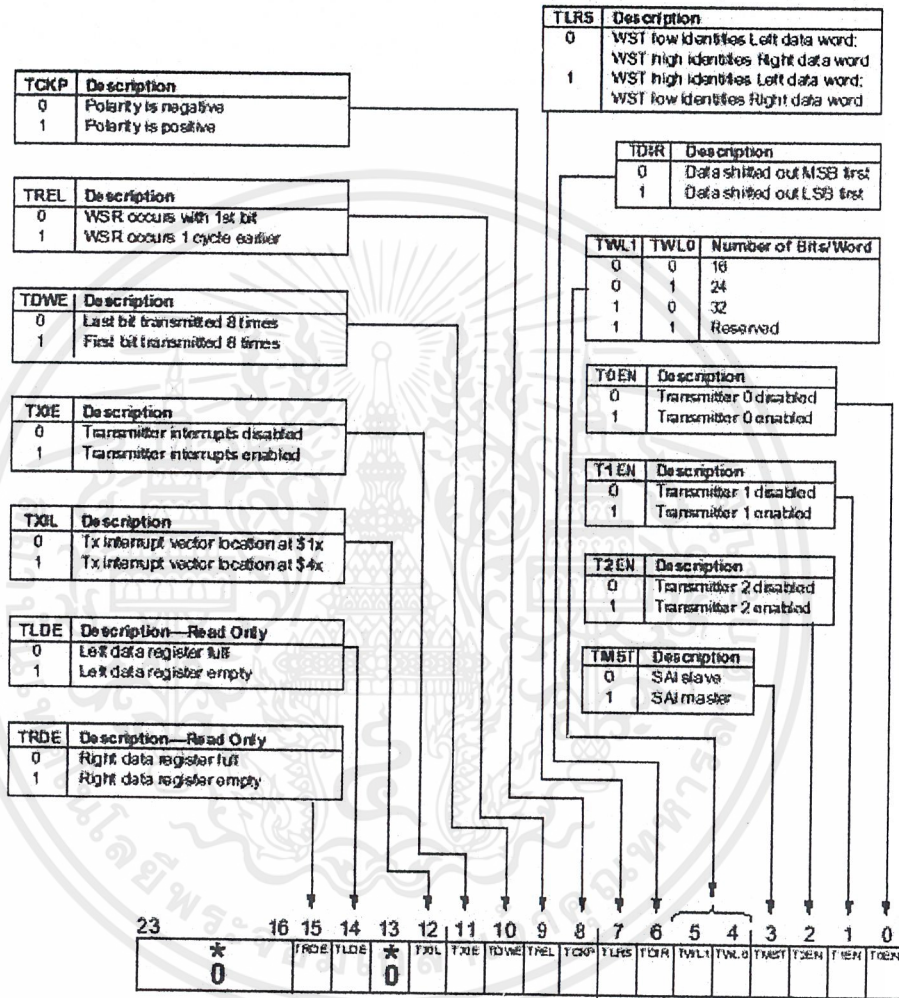 TLRS Description
0 WST low identifies Left data word;
WST high identifies Right data word
1 WST high identifies Left data word;
WST low identifies Right data word
TCKP Description
0 Polarity is negative
1 Polarity is positive
TDIR Description
0 Data shifted out MSB first
1 Data shifted out LSB first
TREL Description
0 WSR occurs with 1st bit
1 WSR occurs 1 cycle earlier
TWL1 TWL0 Number of Bits/Word
0 0 16
0 1 24
1 0 32
1 1 Reserved
TDWE Description
0 Last bit transmitted 8 times
1 First bit transmitted 8 times
T0EN Description
0 Transmitter 0 disabled
1 Transmitter 0 enabled
TXIE Description
0 Transmitter interrupts disabled
1 Transmitter interrupts enabled
T1EN Description
0 Transmitter 1 disabled
1 Transmitter 1 enabled
TXIL Description
0 Tx interrupt vector location at $1x
1 Tx interrupt vector location at $4x
T2EN Description
0 Transmitter 2 disabled
1 Transmitter 2 enabled
TLDE Description—Read Only
0 Left data register full
1 Left data register empty
TMST Description
0 SAI slave
1 SAI master
TRDE Description—Read Only
0 Right data register full
1 Right data register empty
23 16 15 14 13 12 11 10 9 8 7 6 5 4 3 2 1 0
* TRDE TLDE * TXIL TXIE TDWE TREL TCKP TLRS TDIR TWL1 TWL0 TMST T2EN T1EN T0EN
0 0